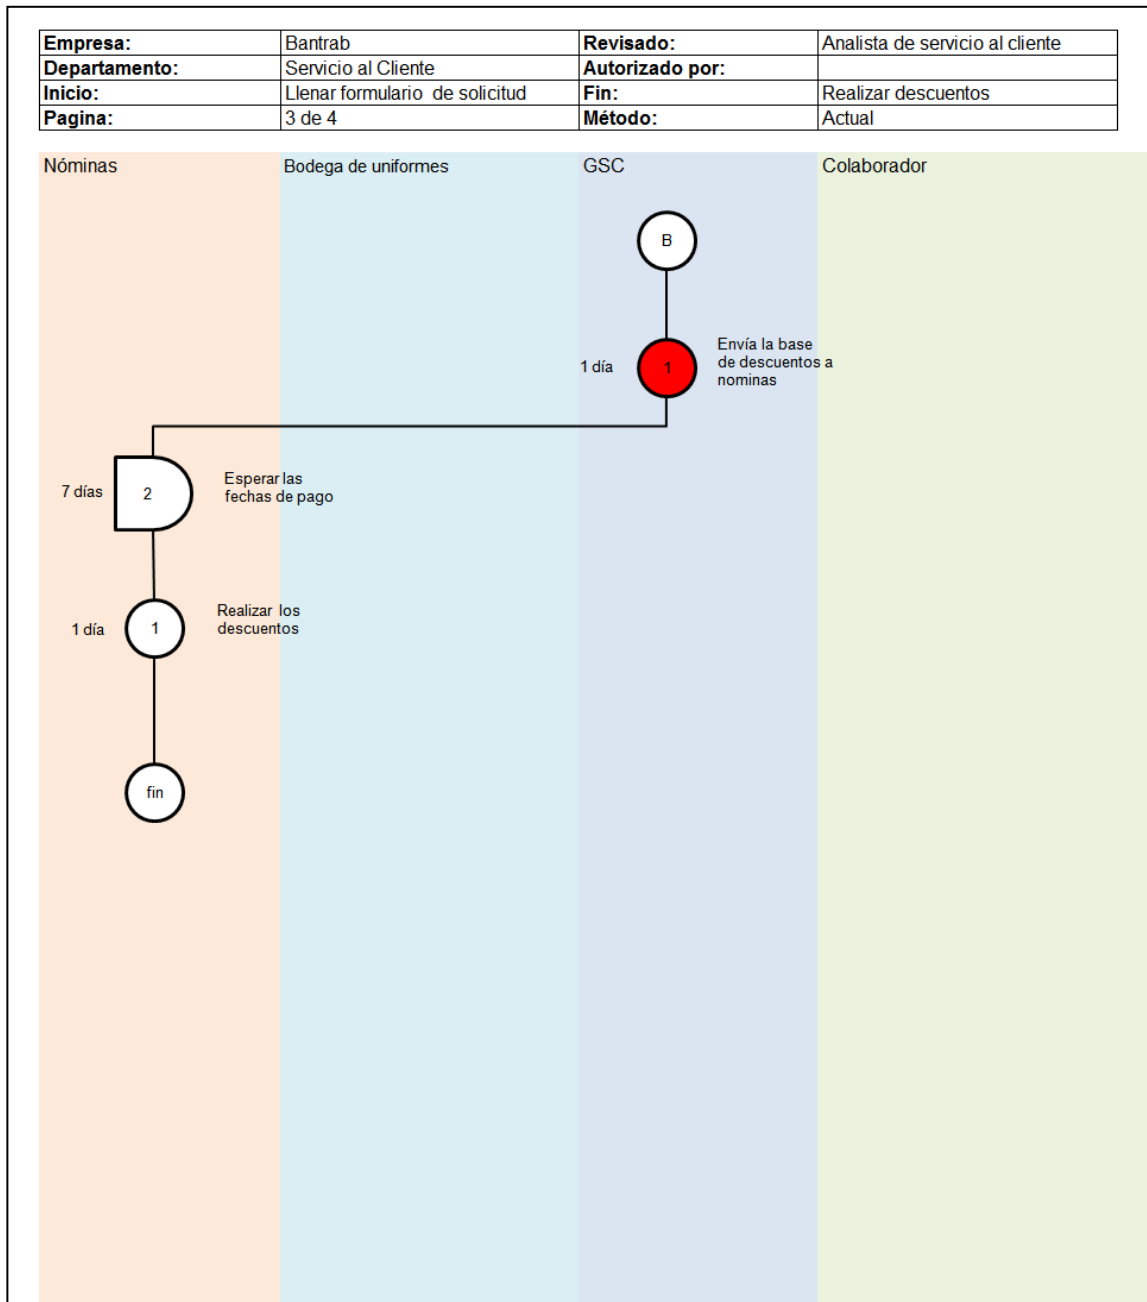 Empresa: Bantrab Revisado: Analista de servicio al cliente
Departamento: Servicio al Cliente Autorizado por:
Inicio: Llenar formulario de solicitud Fin: Realizar descuentos
Pagina: 3 de 4 Método: Actual
Nóminas Bodega de uniformes GSC Colaborador
B
1 día 1 Envía la base
de descuentos a
nominas
7 días 2 Esperar las
fechas de pago
1 día 1 Realizar los
descuentos
fin